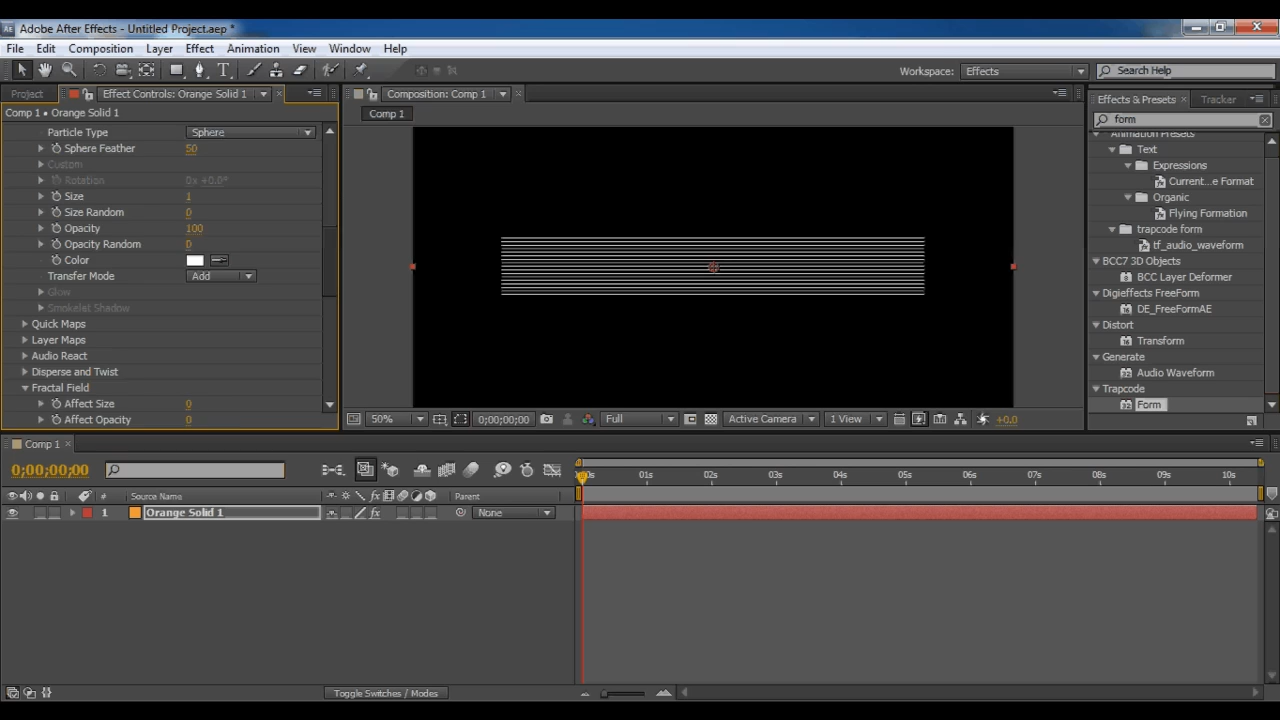 Adobe After Effects - Untitled Project.aep *
File Edit Composition Layer Effect Animation View Window Help
Workspace: Effects Search Help
Project Effect Controls: Orange Solid 1
Comp 1 • Orange Solid 1
Particle Type Sphere
Sphere Feather 50
Custom
Rotation 0x +0.0°
Size 1
Size Random 0
Opacity 100
Opacity Random 0
Color
Transfer Mode Add
Glow
Smokelet Shadow
Quick Maps
Layer Maps
Audio React
Disperse and Twist
Fractal Field
Affect Size 0
Affect Opacity 0
Composition: Comp 1
Comp 1
50% 0;00;00;00 Full Active Camera 1 View +0.0
Effects & Presets Tracker
form
Animation Presets
Text
Expressions
Current...e Format
Organic
Flying Formation
trapcode form
tf_audio_waveform
BCC7 3D Objects
BCC Layer Deformer
Digieffects FreeForm
DE_FreeFormAE
Distort
Transform
Generate
Audio Waveform
Trapcode
Form
Comp 1
0;00;00;00
# Source Name Parent
1 Orange Solid 1 None
01s 02s 03s 04s 05s 06s 07s 08s 09s 10s
Toggle Switches / Modes